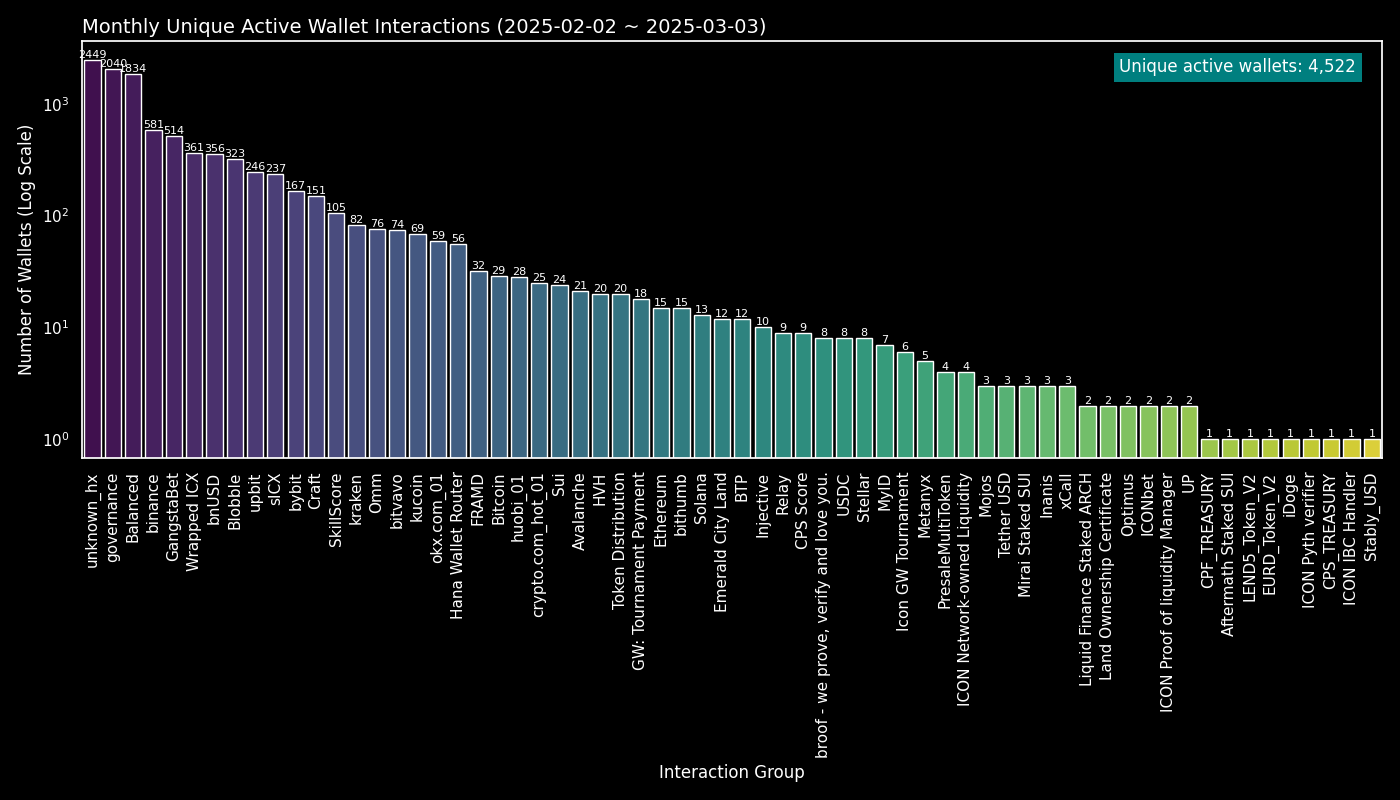 Monthly Unique Active Wallet Interactions (2025-02-02 ~ 2025-03-03)
Unique active wallets: 4,522
Number of Wallets (Log Scale)
10³
10²
10¹
10⁰
2449
2040
1834
581
514
361
356
323
246
237
167
151
105
82
76
74
69
59
56
32
29
28
25
24
21
20
20
18
15
15
13
12
12
10
9
9
8
8
8
7
6
5
4
4
3
3
3
3
3
2
2
2
2
2
2
1
1
1
1
1
1
1
1
1
unknown_hx
governance
Balanced
binance
GangstaBet
Wrapped ICX
bnUSD
Blobble
upbit
sICX
bybit
Craft
SkillScore
kraken
Omm
bitvavo
kucoin
okx.com_01
Hana Wallet Router
FRAMD
Bitcoin
huobi_01
crypto.com_hot_01
Sui
Avalanche
HVH
Token Distribution
GW: Tournament Payment
Ethereum
bithumb
Solana
Emerald City Land
BTP
Injective
Relay
CPS Score
broof - we prove, verify and love you.
USDC
Stellar
MyID
Icon GW Tournament
Metanyx
PresaleMultiToken
ICON Network-owned Liquidity
Mojos
Tether USD
Mirai Staked SUI
Inanis
xCall
Liquid Finance Staked ARCH
Land Ownership Certificate
Optimus
ICONbet
ICON Proof of liquidity Manager
UP
CPF_TREASURY
Aftermath Staked SUI
LEND5_Token_V2
EURD_Token_V2
iDoge
ICON Pyth verifier
CPS_TREASURY
ICON IBC Handler
Stably_USD
Interaction Group